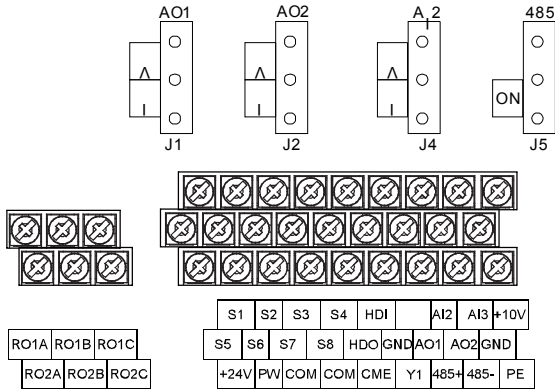 AO1 AO2 AI2 485
V V V
I I I ON
J1 J2 J4 J5
S1 S2 S3 S4 HDI AI2 AI3 +10V
RO1A RO1B RO1C S5 S6 S7 S8 HDO GND AO1 AO2 GND
RO2A RO2B RO2C +24V PW COM COM CME Y1 485+ 485- PE